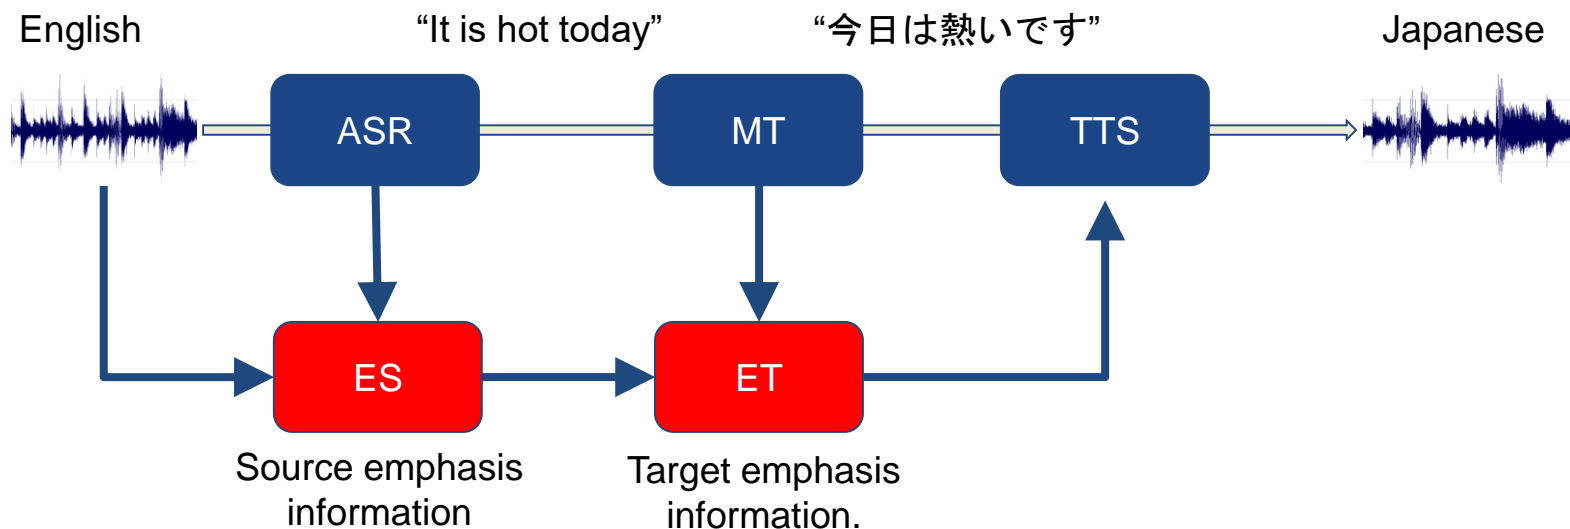 English
“It is hot today”
“今日は熱いです”
Japanese
ASR
MT
TTS
ES
ET
Source emphasis
information
Target emphasis
information.